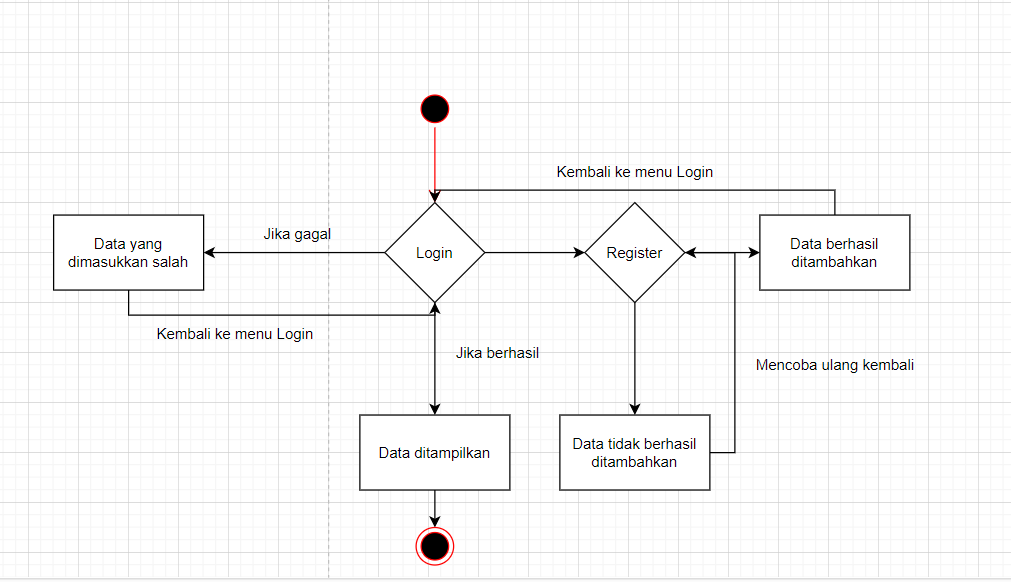 Kembali ke menu Login
Jika gagal
Data yang
dimasukkan salah
Login
Register
Data berhasil
ditambahkan
Kembali ke menu Login
Jika berhasil
Mencoba ulang kembali
Data ditampilkan
Data tidak berhasil
ditambahkan